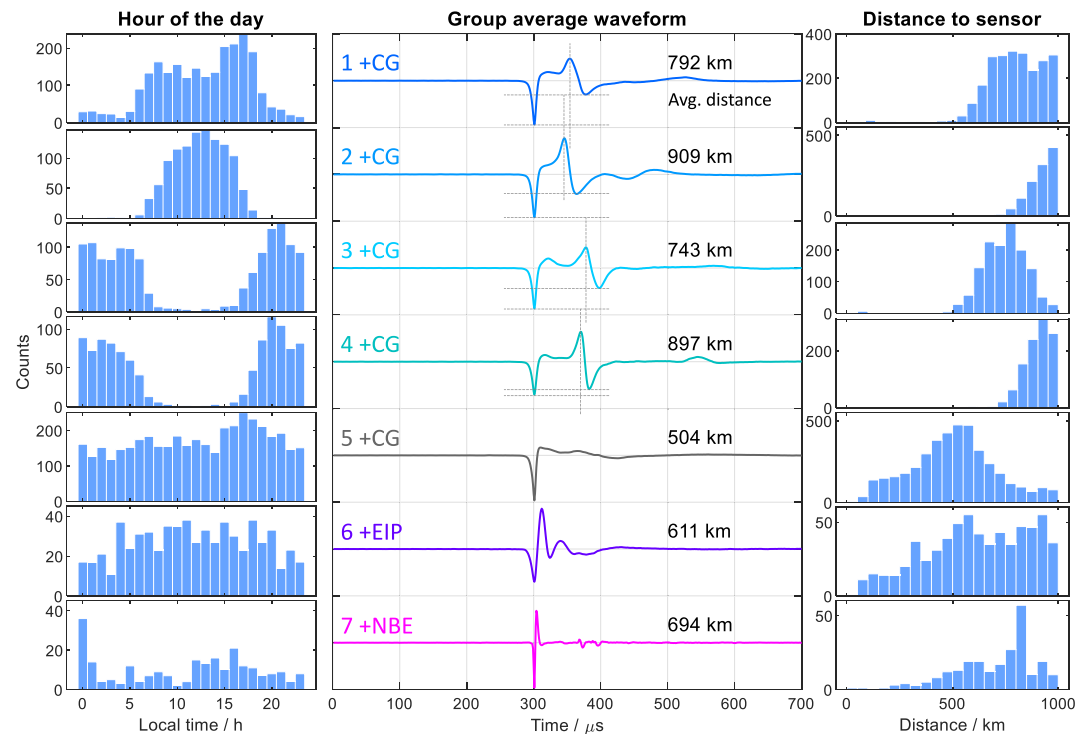 Hour of the day
Group average waveform
Distance to sensor
200
100
0
1 +CG
792 km
Avg. distance
400
200
0
100
50
0
2 +CG
909 km
500
0
100
50
0
3 +CG
743 km
200
0
100
50
0
4 +CG
897 km
200
0
Counts
200
100
0
5 +CG
504 km
500
0
40
20
0
6 +EIP
611 km
50
0
40
20
0
7 +NBE
694 km
50
0
0 5 10 15 20
Local time / h
0 100 200 300 400 500 600 700
Time / μs
0 500 1000
Distance / km